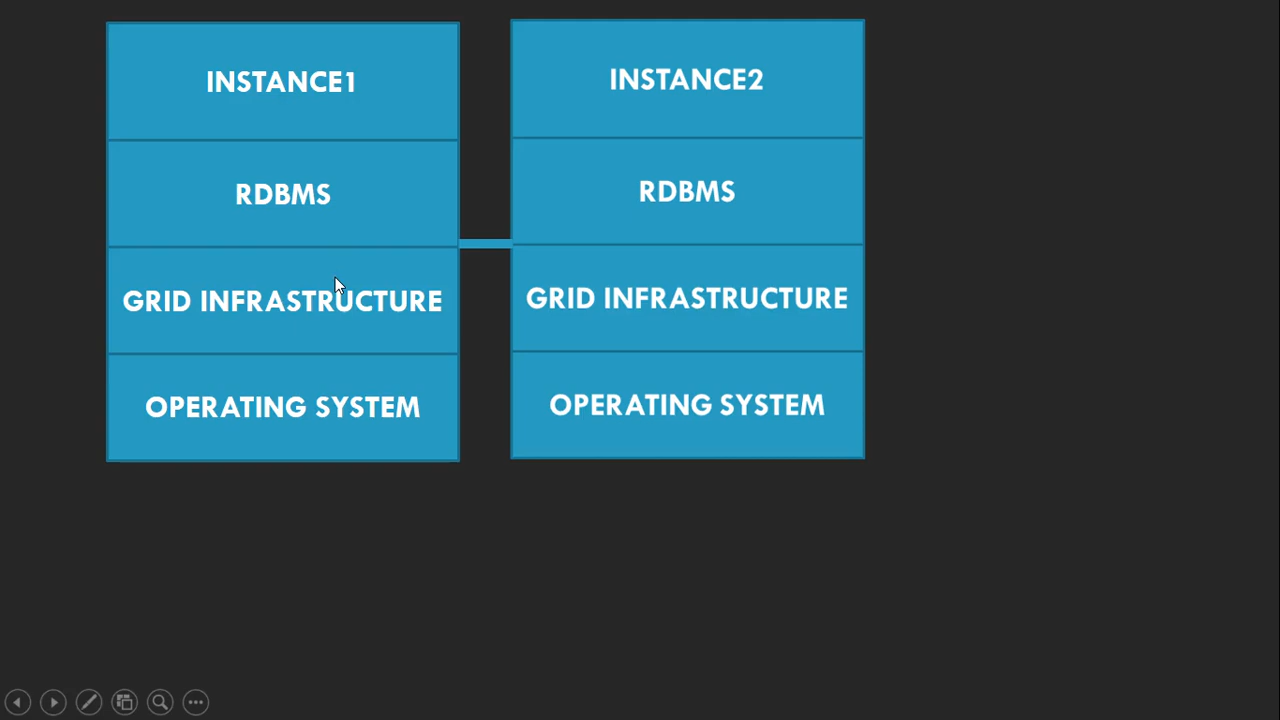 INSTANCE1
RDBMS
GRID INFRASTRUCTURE
OPERATING SYSTEM
INSTANCE2
RDBMS
GRID INFRASTRUCTURE
OPERATING SYSTEM